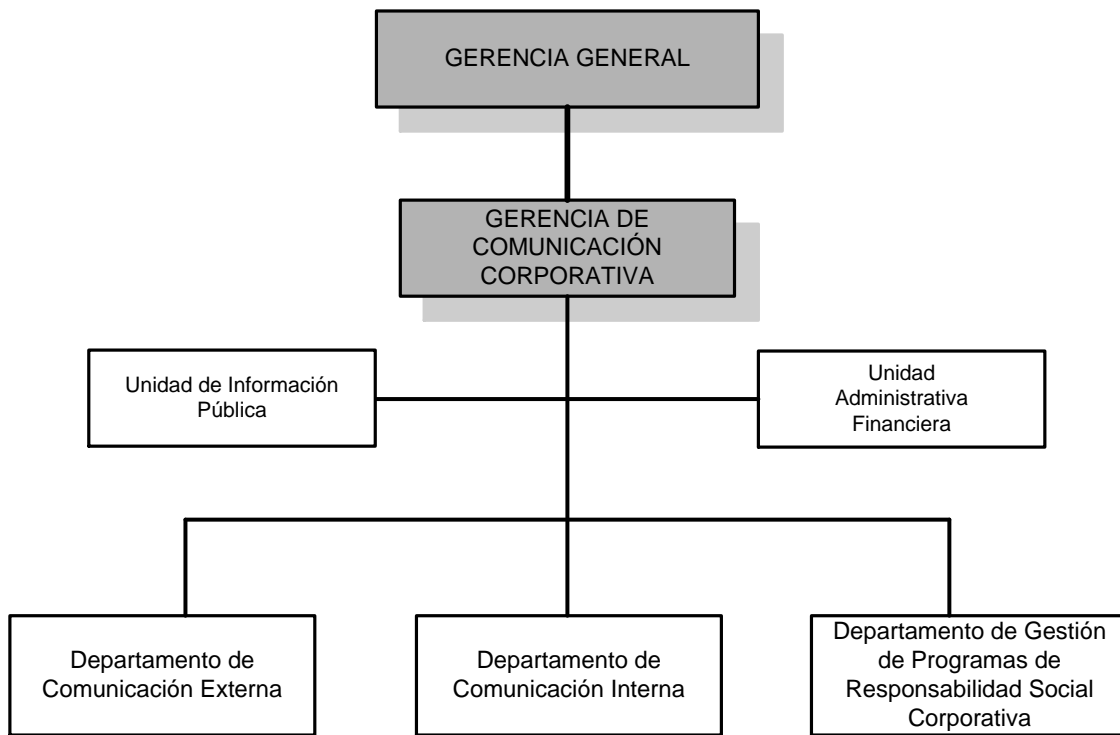 GERENCIA GENERAL
GERENCIA DE
COMUNICACIÓN
CORPORATIVA
Unidad de Información
Pública
Unidad
Administrativa
Financiera
Departamento de
Comunicación Externa
Departamento de
Comunicación Interna
Departamento de Gestión
de Programas de
Responsabilidad Social
Corporativa